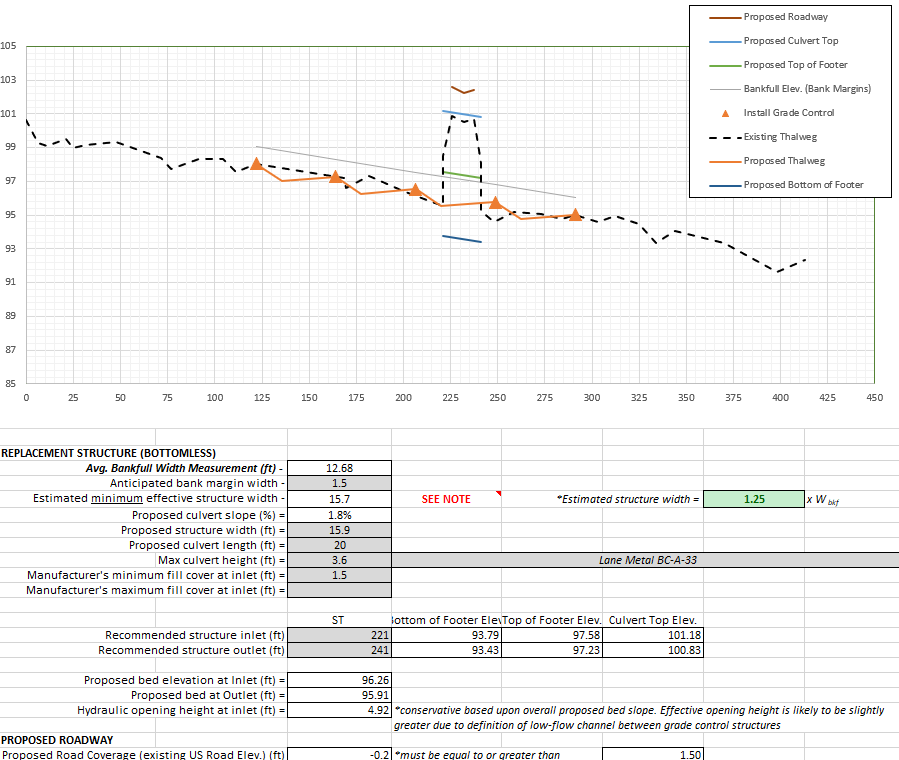 Proposed Roadway
Proposed Culvert Top
Proposed Top of Footer
Bankfull Elev. (Bank Margins)
Install Grade Control
Existing Thalweg
Proposed Thalweg
Proposed Bottom of Footer
105
103
101
99
97
95
93
91
89
87
85
0 25 50 75 100 125 150 175 200 225 250 275 300 325 350 375 400 425 450
REPLACEMENT STRUCTURE (BOTTOMLESS)
Avg. Bankfull Width Measurement (ft) - 12.68
Anticipated bank margin width - 1.5
Estimated minimum effective structure width - 15.7 SEE NOTE *Estimated structure width = 1.25 x W bkf
Proposed culvert slope (%) = 1.8%
Proposed structure width (ft) = 15.9
Proposed culvert length (ft) = 20
Max culvert height (ft) = 3.6 Lane Metal BC-A-33
Manufacturer's minimum fill cover at inlet (ft) = 1.5
Manufacturer's maximum fill cover at inlet (ft) =
ST Bottom of Footer Elev Top of Footer Elev. Culvert Top Elev.
Recommended structure inlet (ft) 221 93.79 97.58 101.18
Recommended structure outlet (ft) 241 93.43 97.23 100.83
Proposed bed elevation at Inlet (ft) = 96.26
Proposed bed at Outlet (ft) = 95.91
Hydraulic opening height at inlet (ft) = 4.92 *conservative based upon overall proposed bed slope. Effective opening height is likely to be slightly
greater due to definition of low-flow channel between grade control structures
PROPOSED ROADWAY
Proposed Road Coverage (existing US Road Elev.) (ft) -0.2 *must be equal to or greater than 1.50